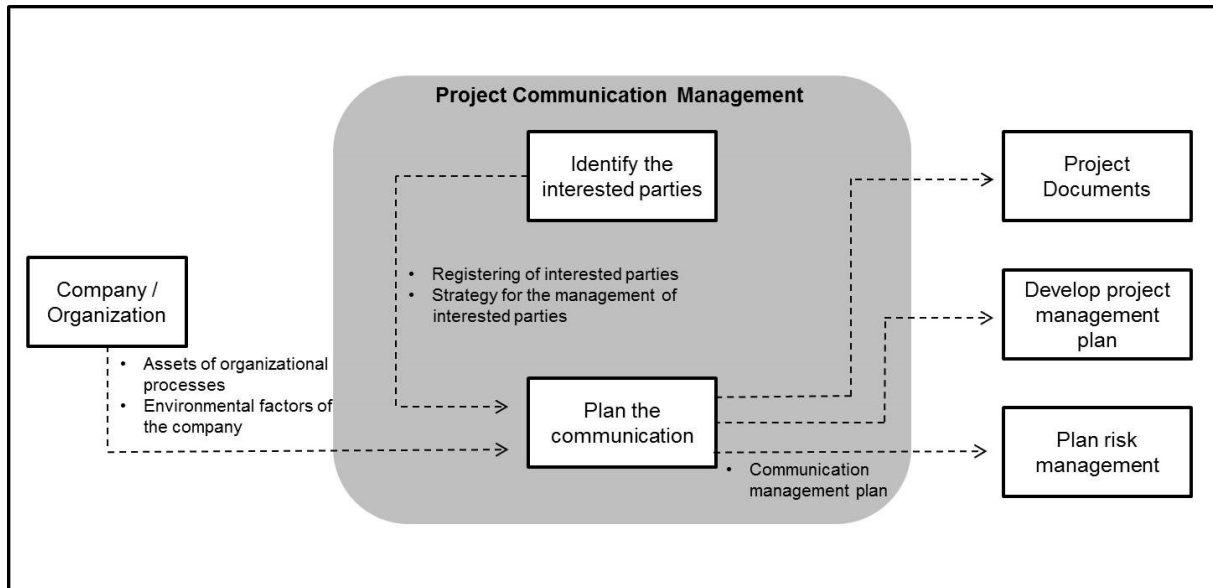 Project Communication Management
Identify the
interested parties
Project
Documents
• Registering of interested parties
• Strategy for the management of
interested parties
Company /
Organization
Develop project
management
plan
• Assets of organizational
processes
• Environmental factors of
the company
Plan the
communication
Plan risk
management
• Communication
management plan